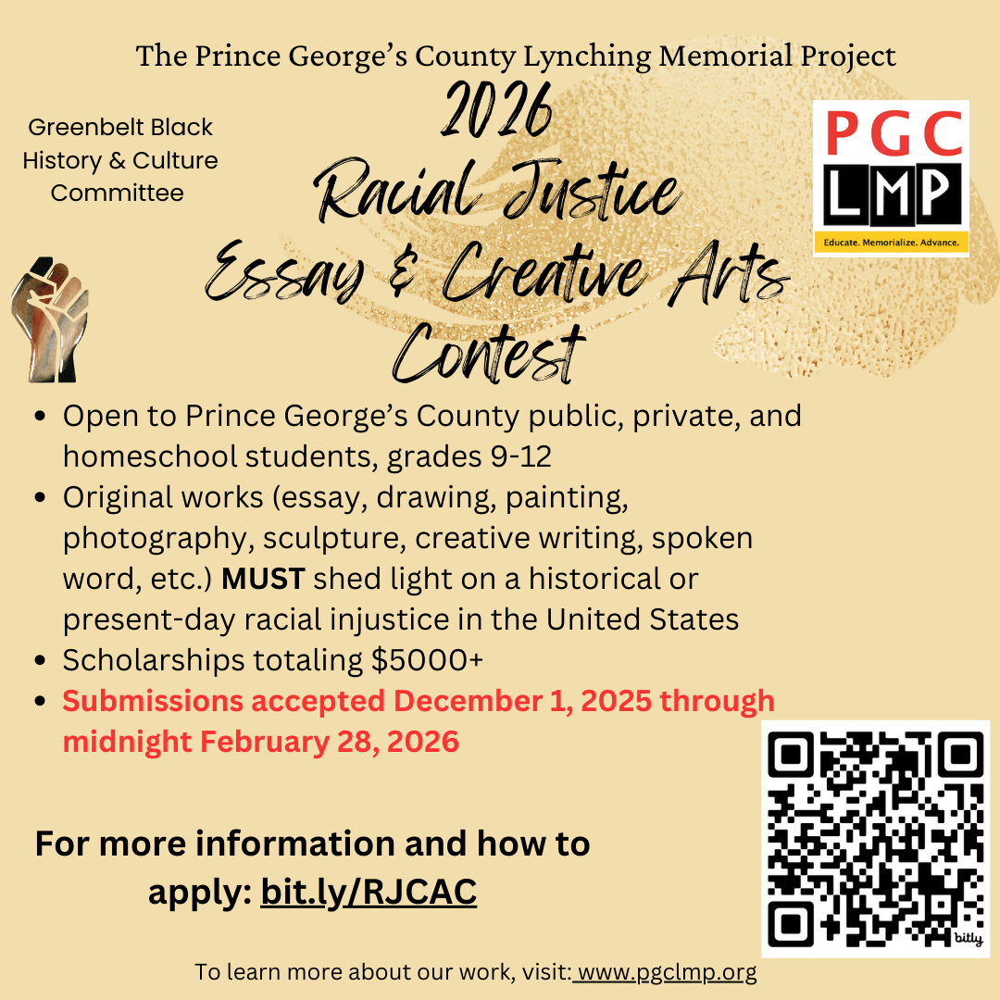 The Prince George’s County Lynching Memorial Project
2026
Greenbelt Black
History & Culture
Committee
Racial Justice
Essay & Creative Arts
Contest
PGC
LMP
Educate. Memorialize. Advance.
• Open to Prince George’s County public, private, and
homeschool students, grades 9-12
• Original works (essay, drawing, painting,
photography, sculpture, creative writing, spoken
word, etc.) MUST shed light on a historical or
present-day racial injustice in the United States
• Scholarships totaling $5000+
• Submissions accepted December 1, 2025 through
midnight February 28, 2026
For more information and how to
apply: bit.ly/RJCAC
bitly
To learn more about our work, visit: www.pgclmp.org